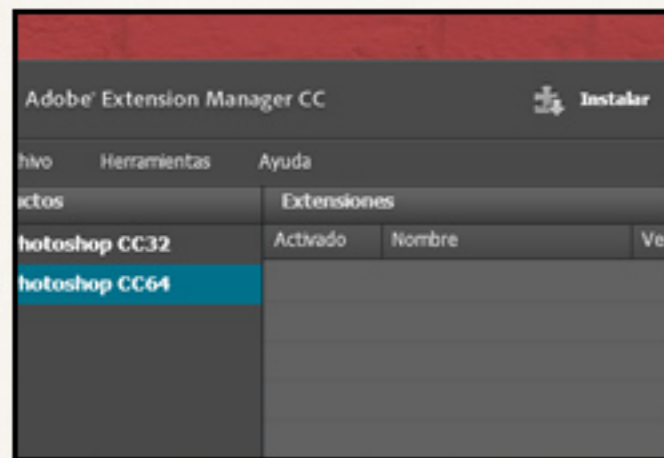 Adobe® Extension Manager CC Instalar
hivo Herramientas Ayuda
uctos Extensiones
Activado Nombre Ve
hotoshop CC32
hotoshop CC64